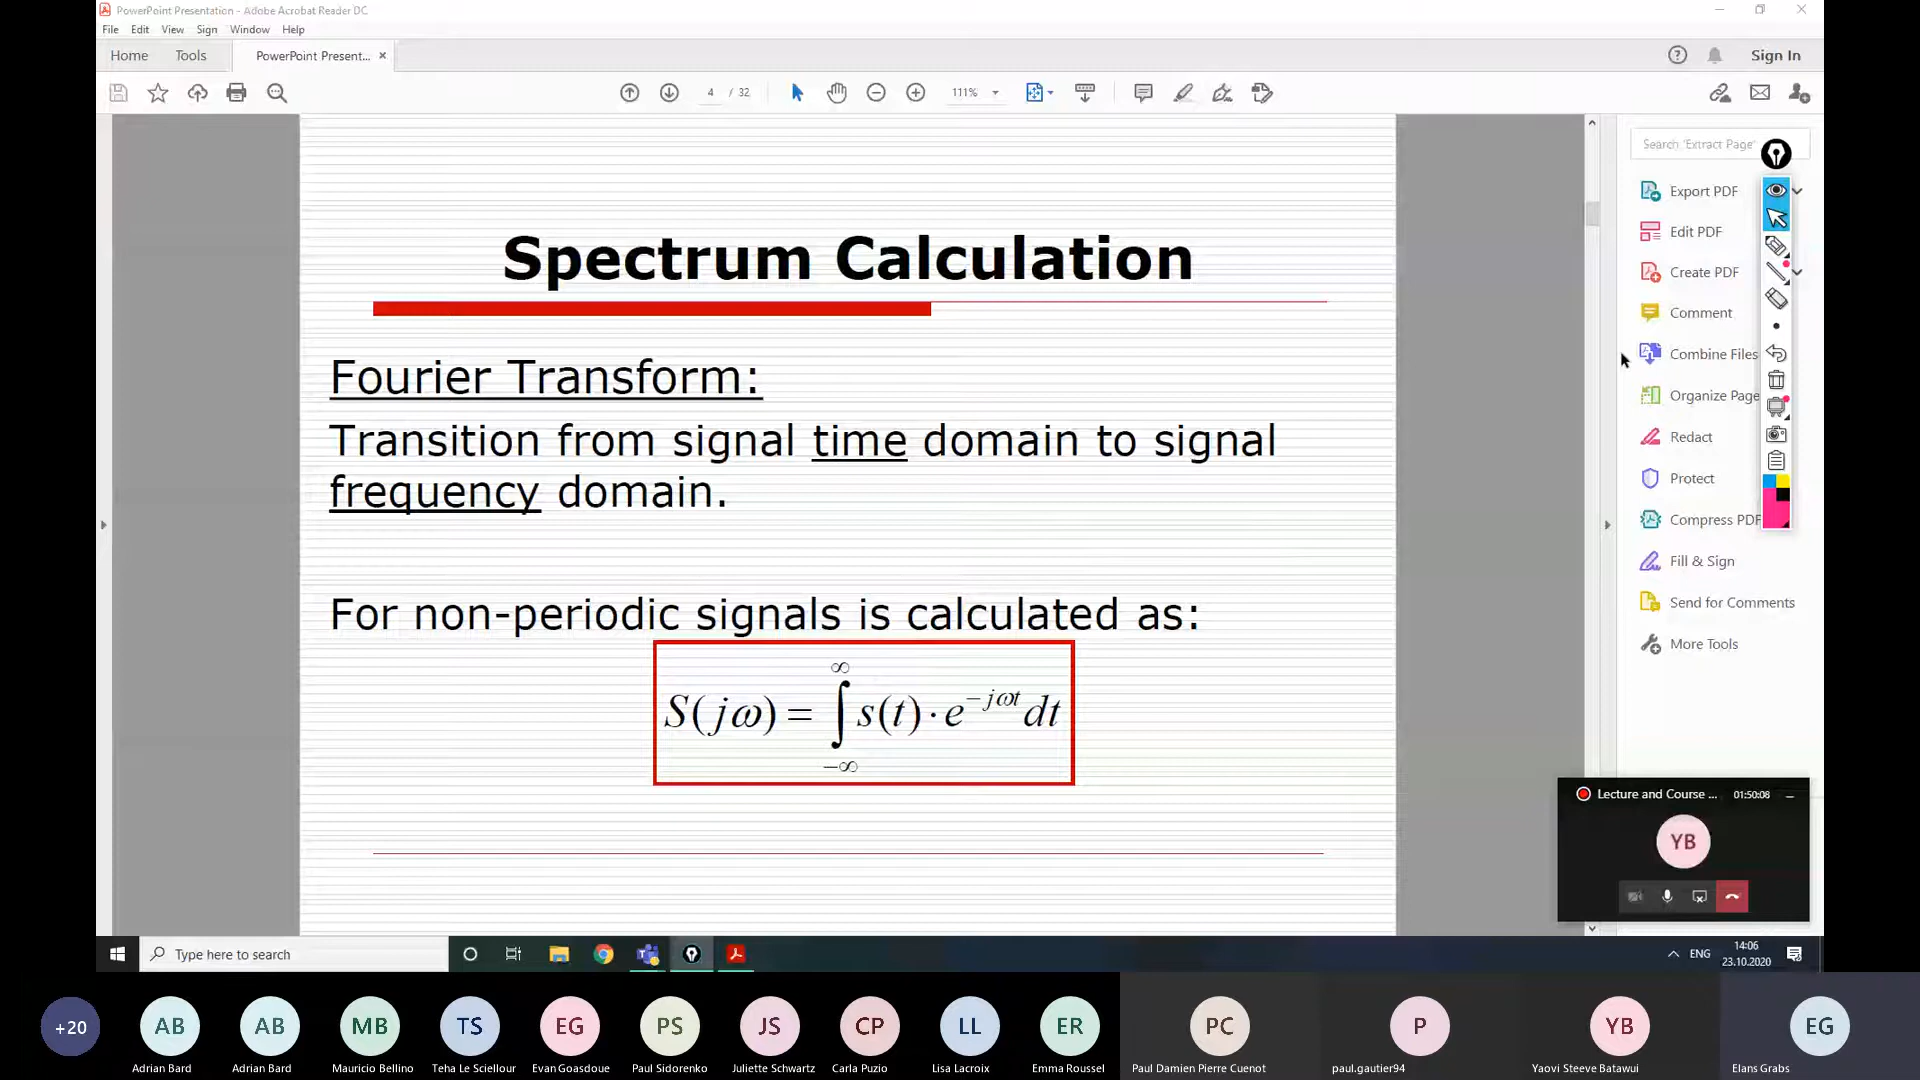 PowerPoint Presentation - Adobe Acrobat Reader DC
File Edit View Sign Window Help
Home Tools PowerPoint Present... × Sign In
4 / 32 111%
Search 'Extract Page'
Export PDF
Edit PDF
Create PDF
Comment
Combine Files
Organize Page
Redact
Protect
Compress PDF
Fill & Sign
Send for Comments
More Tools
Spectrum Calculation
Fourier Transform:
Transition from signal time domain to signal
frequency domain.
For non-periodic signals is calculated as:
S(jω) = ∫_{-∞}^{∞} s(t)·e^{-jωt} dt
Lecture and Course ... 01:50:08
YB
Type here to search
ENG 14:06
23.10.2020
+20 AB AB MB TS EG PS JS CP LL ER PC P YB EG
Adrian Bard Adrian Bard Mauricio Bellino Teha Le Sciellour Evan Goasdoue Paul Sidorenko Juliette Schwartz Carla Puzio Lisa Lacroix Emma Roussel Paul Damien Pierre Cuenot paul.gautier94 Yaovi Steeve Batawui Elans Grabs